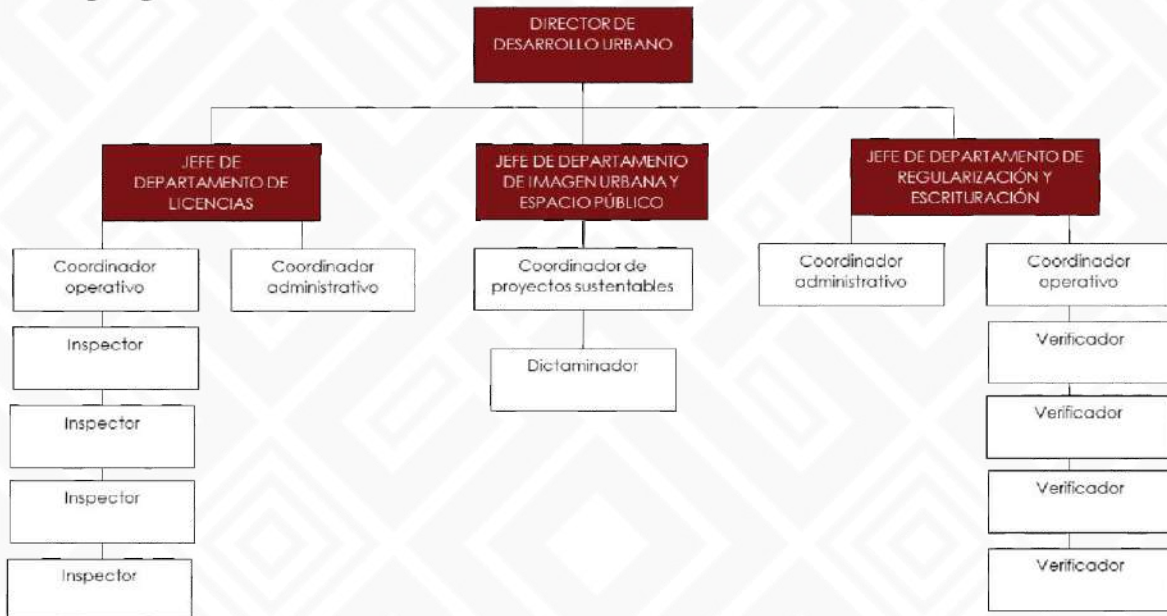 DIRECTOR DE
DESARROLLO URBANO
JEFE DE
DEPARTAMENTO DE
LICENCIAS
JEFE DE DEPARTAMENTO
DE IMAGEN URBANA Y
ESPACIO PÚBLICO
JEFE DE DEPARTAMENTO DE
REGULARIZACIÓN Y
ESCRITURACIÓN
Coordinador
operativo
Coordinador
administrativo
Coordinador de
proyectos sustentables
Coordinador
administrativo
Coordinador
operativo
Inspector
Dictaminador
Verificador
Inspector
Verificador
Inspector
Verificador
Inspector
Verificador